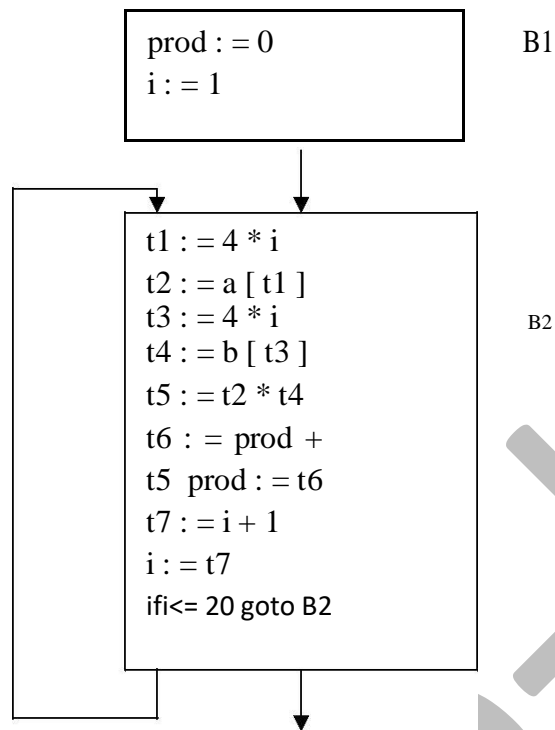 prod : = 0
i : = 1
B1
t1 : = 4 * i
t2 : = a [ t1 ]
t3 : = 4 * i
t4 : = b [ t3 ]
t5 : = t2 * t4
t6 : = prod +
t5 prod : = t6
t7 : = i + 1
i : = t7
ifi<= 20 goto B2
B2